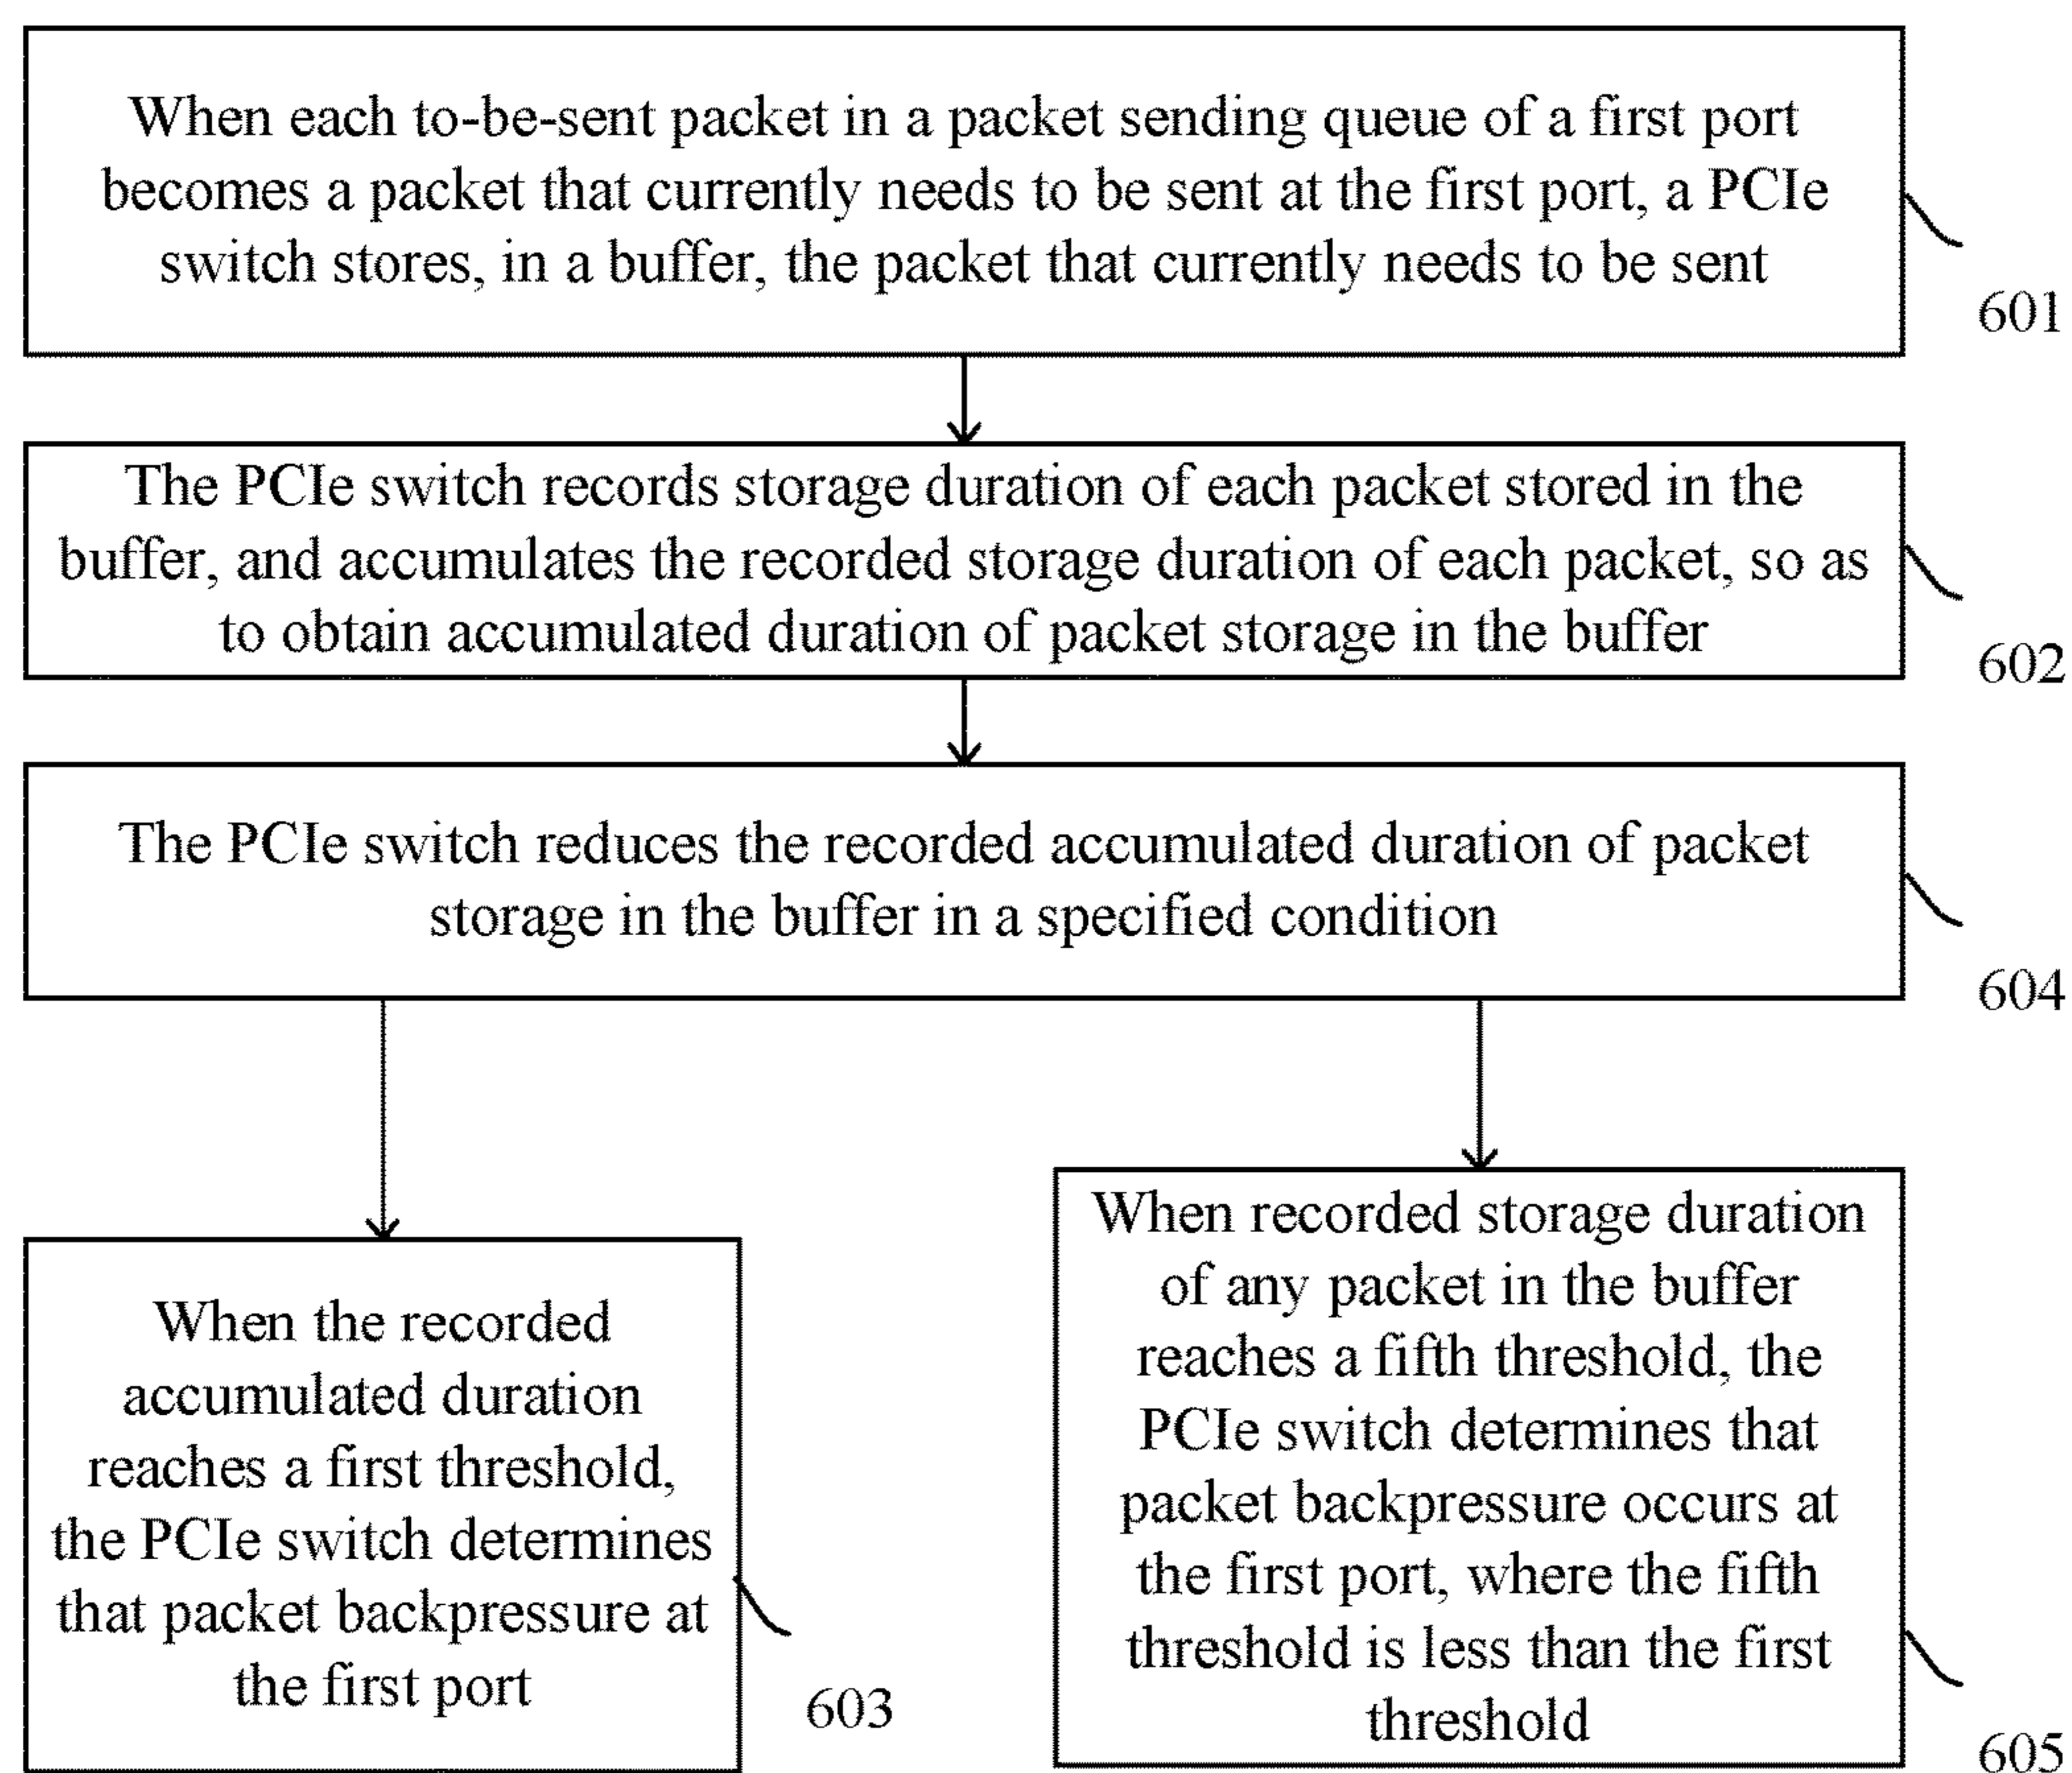 When each to-be-sent packet in a packet sending queue of a first port
becomes a packet that currently needs to be sent at the first port, a PCIe
switch stores, in a buffer, the packet that currently needs to be sent
601
The PCIe switch records storage duration of each packet stored in the
buffer, and accumulates the recorded storage duration of each packet, so as
to obtain accumulated duration of packet storage in the buffer
602
The PCIe switch reduces the recorded accumulated duration of packet
storage in the buffer in a specified condition
604
When the recorded
accumulated duration
reaches a first threshold,
the PCIe switch determines
that packet backpressure at
the first port
603
When recorded storage duration
of any packet in the buffer
reaches a fifth threshold, the
PCIe switch determines that
packet backpressure occurs at
the first port, where the fifth
threshold is less than the first
threshold
605